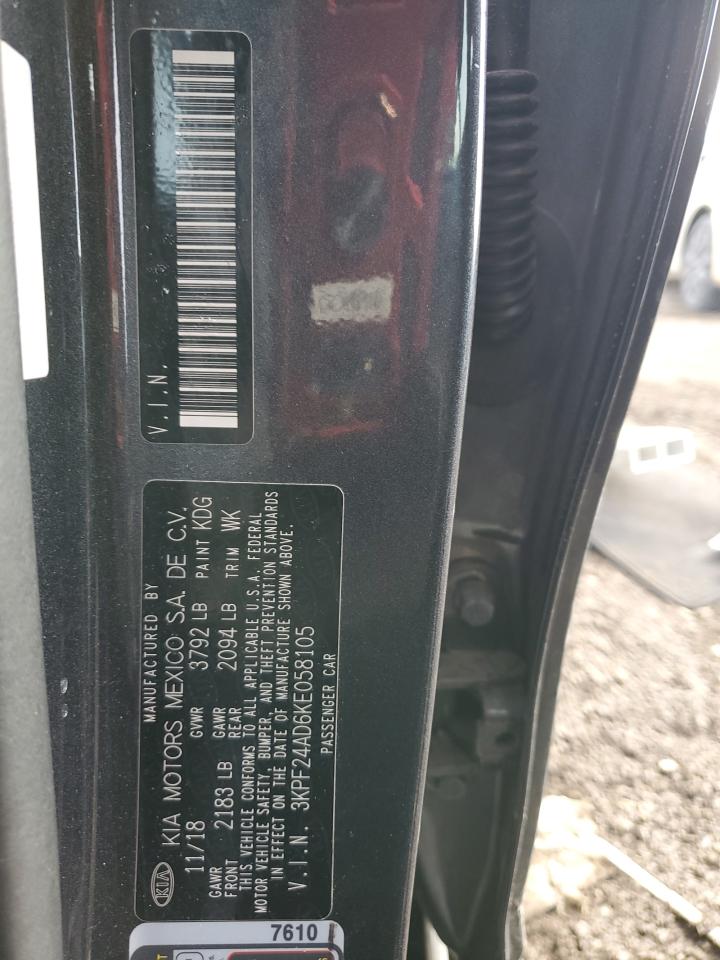 V.I.N.
MANUFACTURED BY
KIA KIA MOTORS MEXICO S.A. DE C.V.
11/18 GVWR 3792 LB PAINT KDG
GAWR FRONT 2183 LB GAWR REAR 2094 LB TRIM WK
THIS VEHICLE CONFORMS TO ALL APPLICABLE U.S.A. FEDERAL
MOTOR VEHICLE SAFETY, BUMPER, AND THEFT PREVENTION STANDARDS
IN EFFECT ON THE DATE OF MANUFACTURE SHOWN ABOVE.
V.I.N. 3KPF24AD6KE058105
PASSENGER CAR
7610